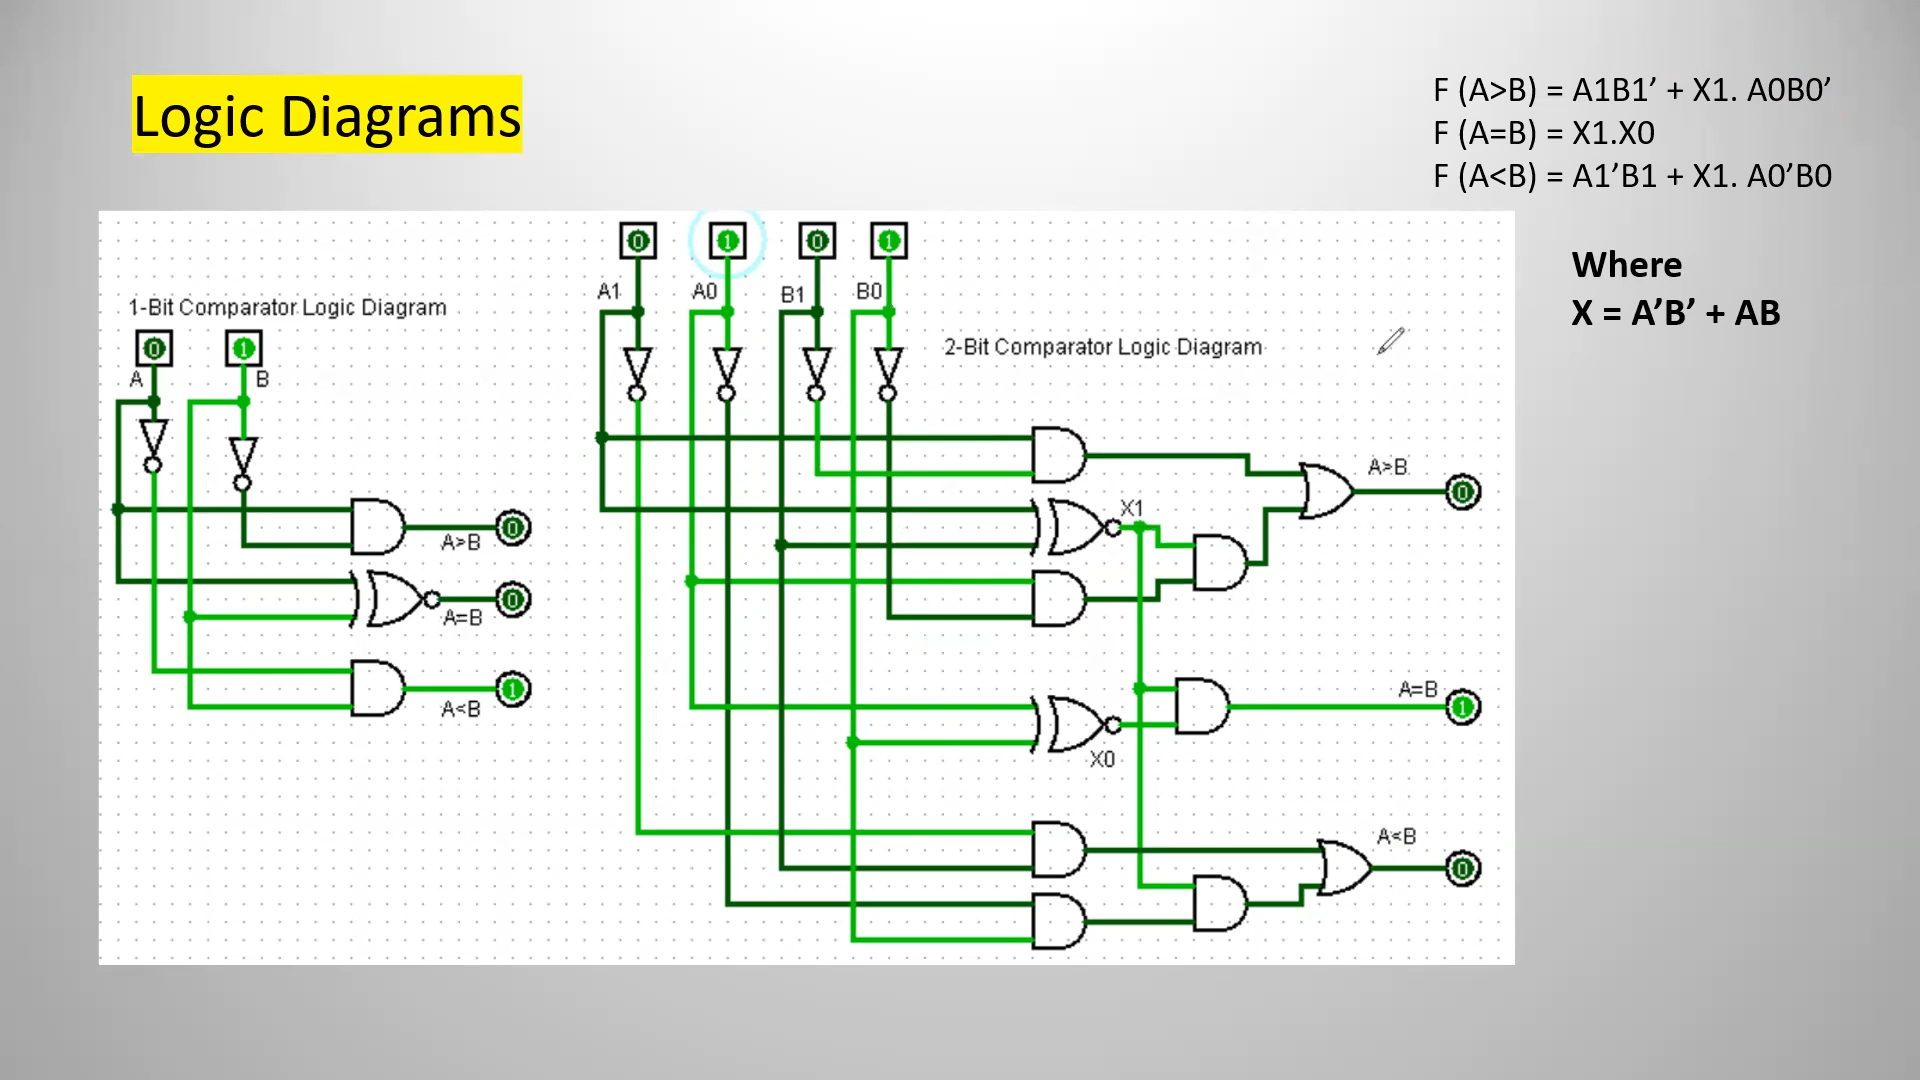 Logic Diagrams
F (A>B) = A1B1’ + X1. A0B0’
F (A=B) = X1.X0
F (A<B) = A1’B1 + X1. A0’B0
Where
X = A’B’ + AB
1-Bit Comparator Logic Diagram
0 1
A B
A>B 0
A=B 0
A<B 1
0 1 0 1
A1 A0 B1 B0
2-Bit Comparator Logic Diagram
A>B 0
X1
A=B 1
X0
A<B 0